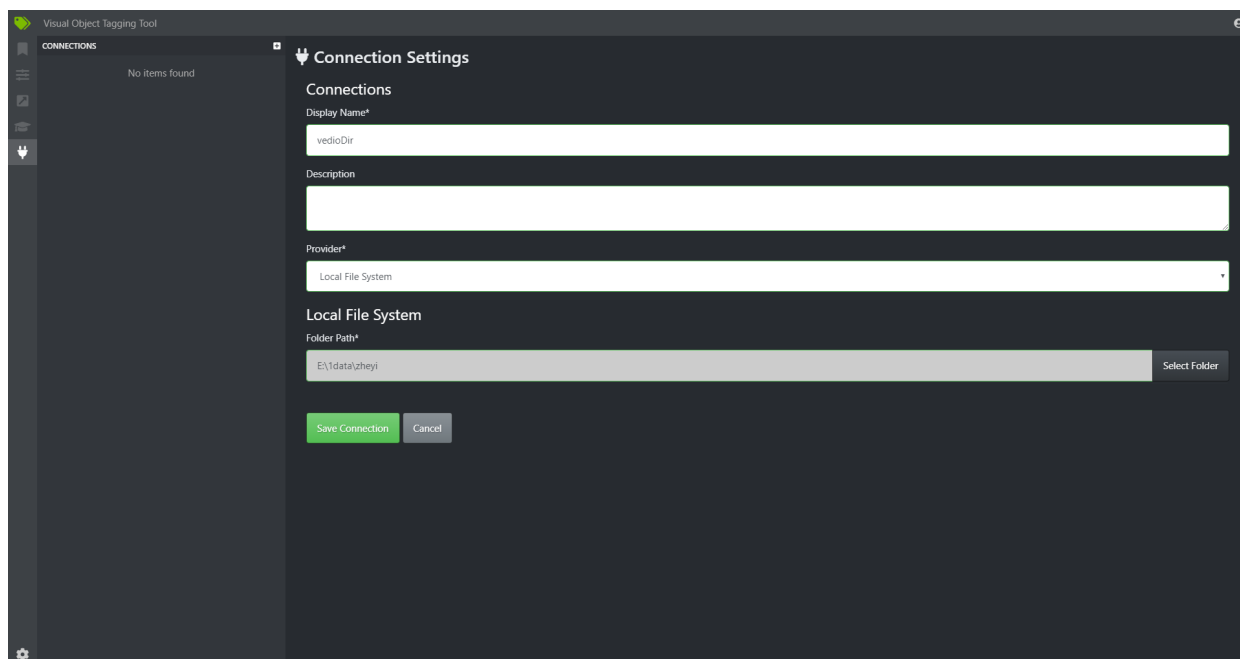 Visual Object Tagging Tool
CONNECTIONS
No items found
Connection Settings
Connections
Display Name*
vedioDir
Description
Provider*
Local File System
Local File System
Folder Path*
E:\1data\zheyi
Select Folder
Save Connection
Cancel